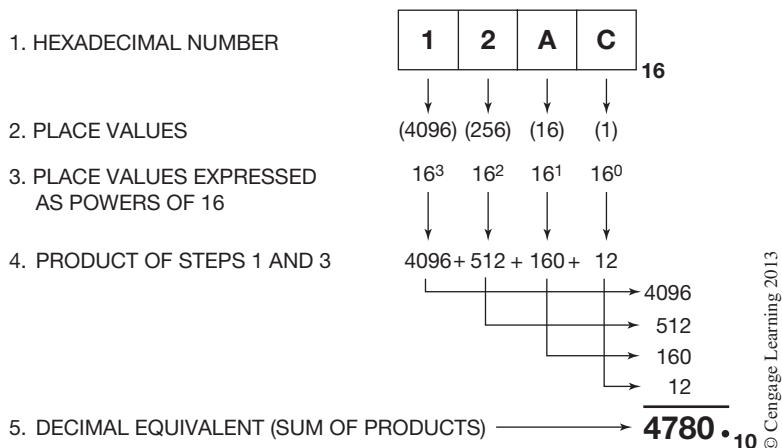 1. HEXADECIMAL NUMBER 1 2 A C 16
2. PLACE VALUES (4096) (256) (16) (1)
3. PLACE VALUES EXPRESSED 16³ 16² 16¹ 16⁰
AS POWERS OF 16
4. PRODUCT OF STEPS 1 AND 3 4096+ 512 + 160 + 12
4096
512
160
12
5. DECIMAL EQUIVALENT (SUM OF PRODUCTS) 4780 • 10
© Cengage Learning 2013